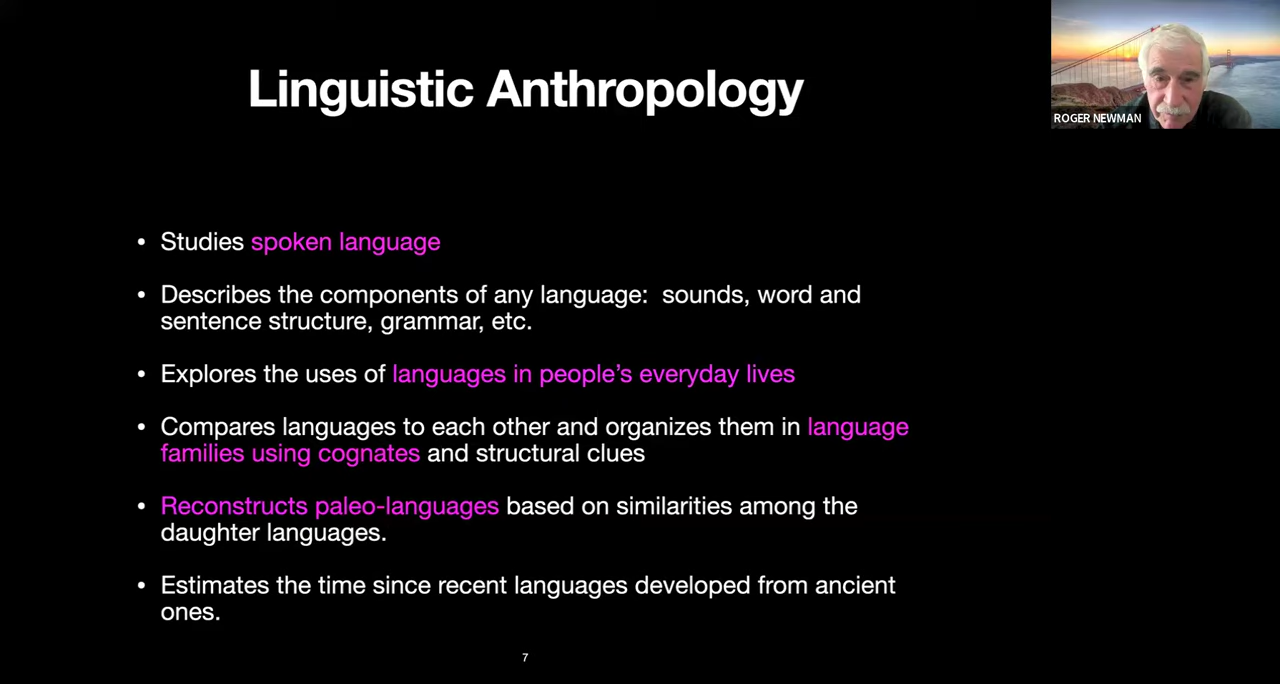 Linguistic Anthropology
ROGER NEWMAN
• Studies spoken language
• Describes the components of any language:  sounds, word and
sentence structure, grammar, etc.
• Explores the uses of languages in people’s everyday lives
• Compares languages to each other and organizes them in language
families using cognates and structural clues
• Reconstructs paleo-languages based on similarities among the
daughter languages.
• Estimates the time since recent languages developed from ancient
ones.
7